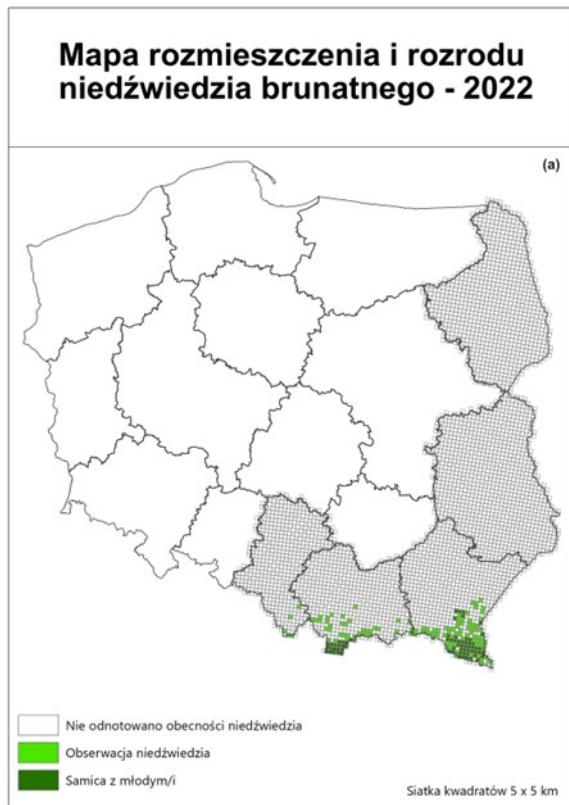 Mapa rozmieszczenia i rozrodu
niedźwiedzia brunatnego - 2022
(a)
Nie odnotowano obecności niedźwiedzia
Obserwacja niedźwiedzia
Samica z młodym/i
Siatka kwadratów 5 x 5 km